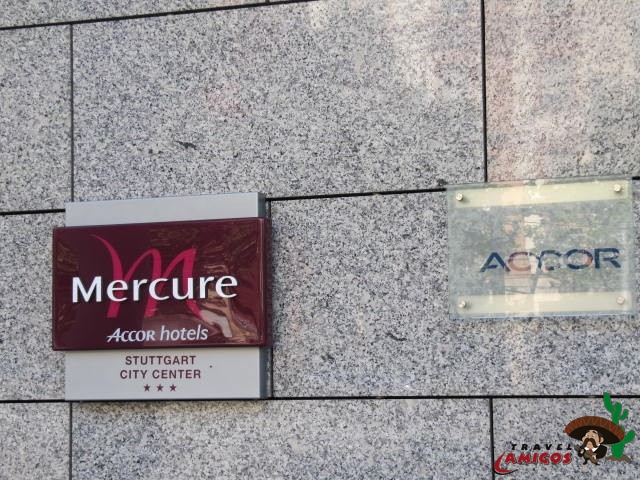 Mercure
ACCOR hotels
STUTTGART
CITY CENTER
★★★
ACCOR
TRAVEL
AMIGOS